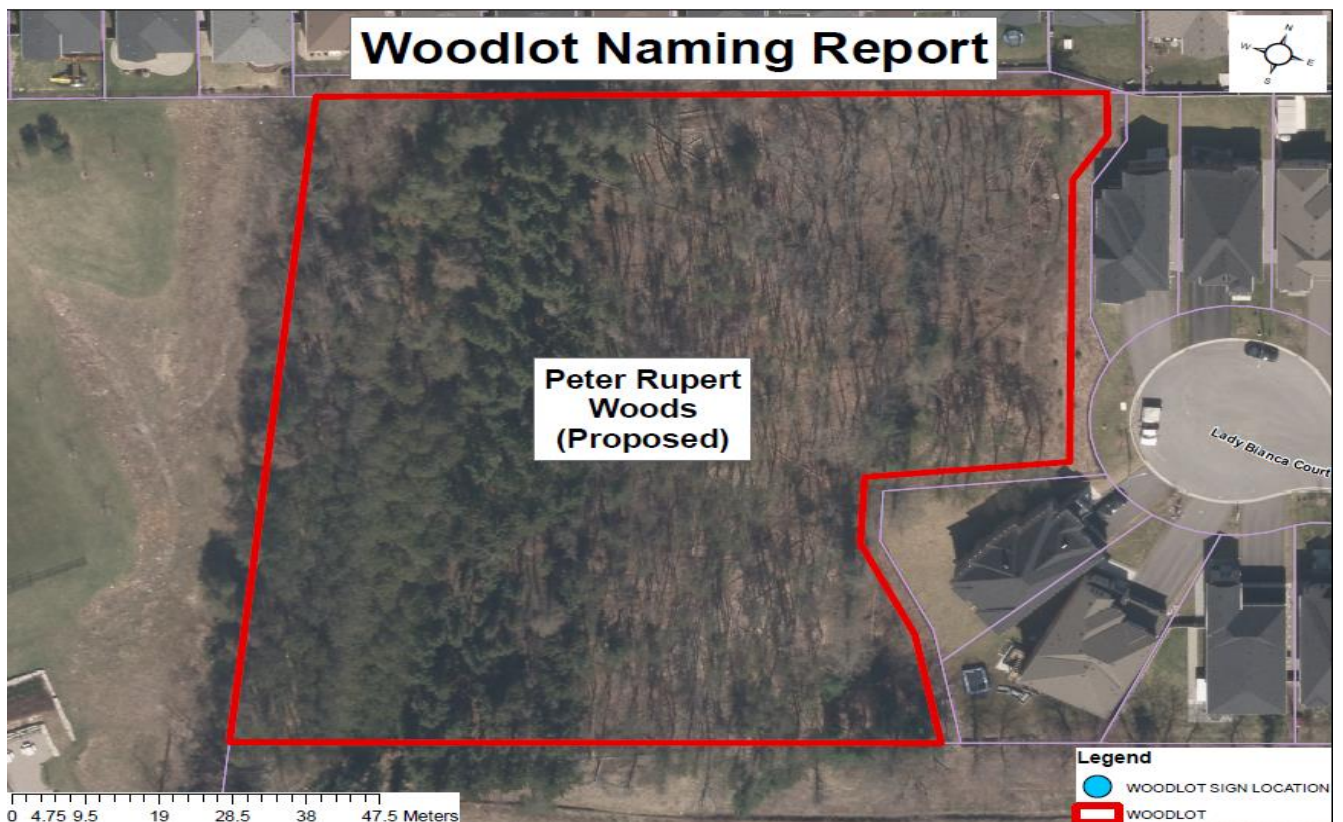 Woodlot Naming Report
N
W
E
S
Peter Rupert
Woods
(Proposed)
Lady Bianca Court
Legend
WOODLOT SIGN LOCATION
WOODLOT
0 4.75 9.5 19 28.5 38 47.5 Meters